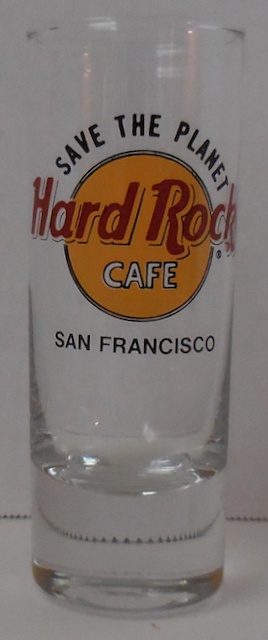 SAVE THE PLANET
Hard Rock
®
CAFE
SAN FRANCISCO